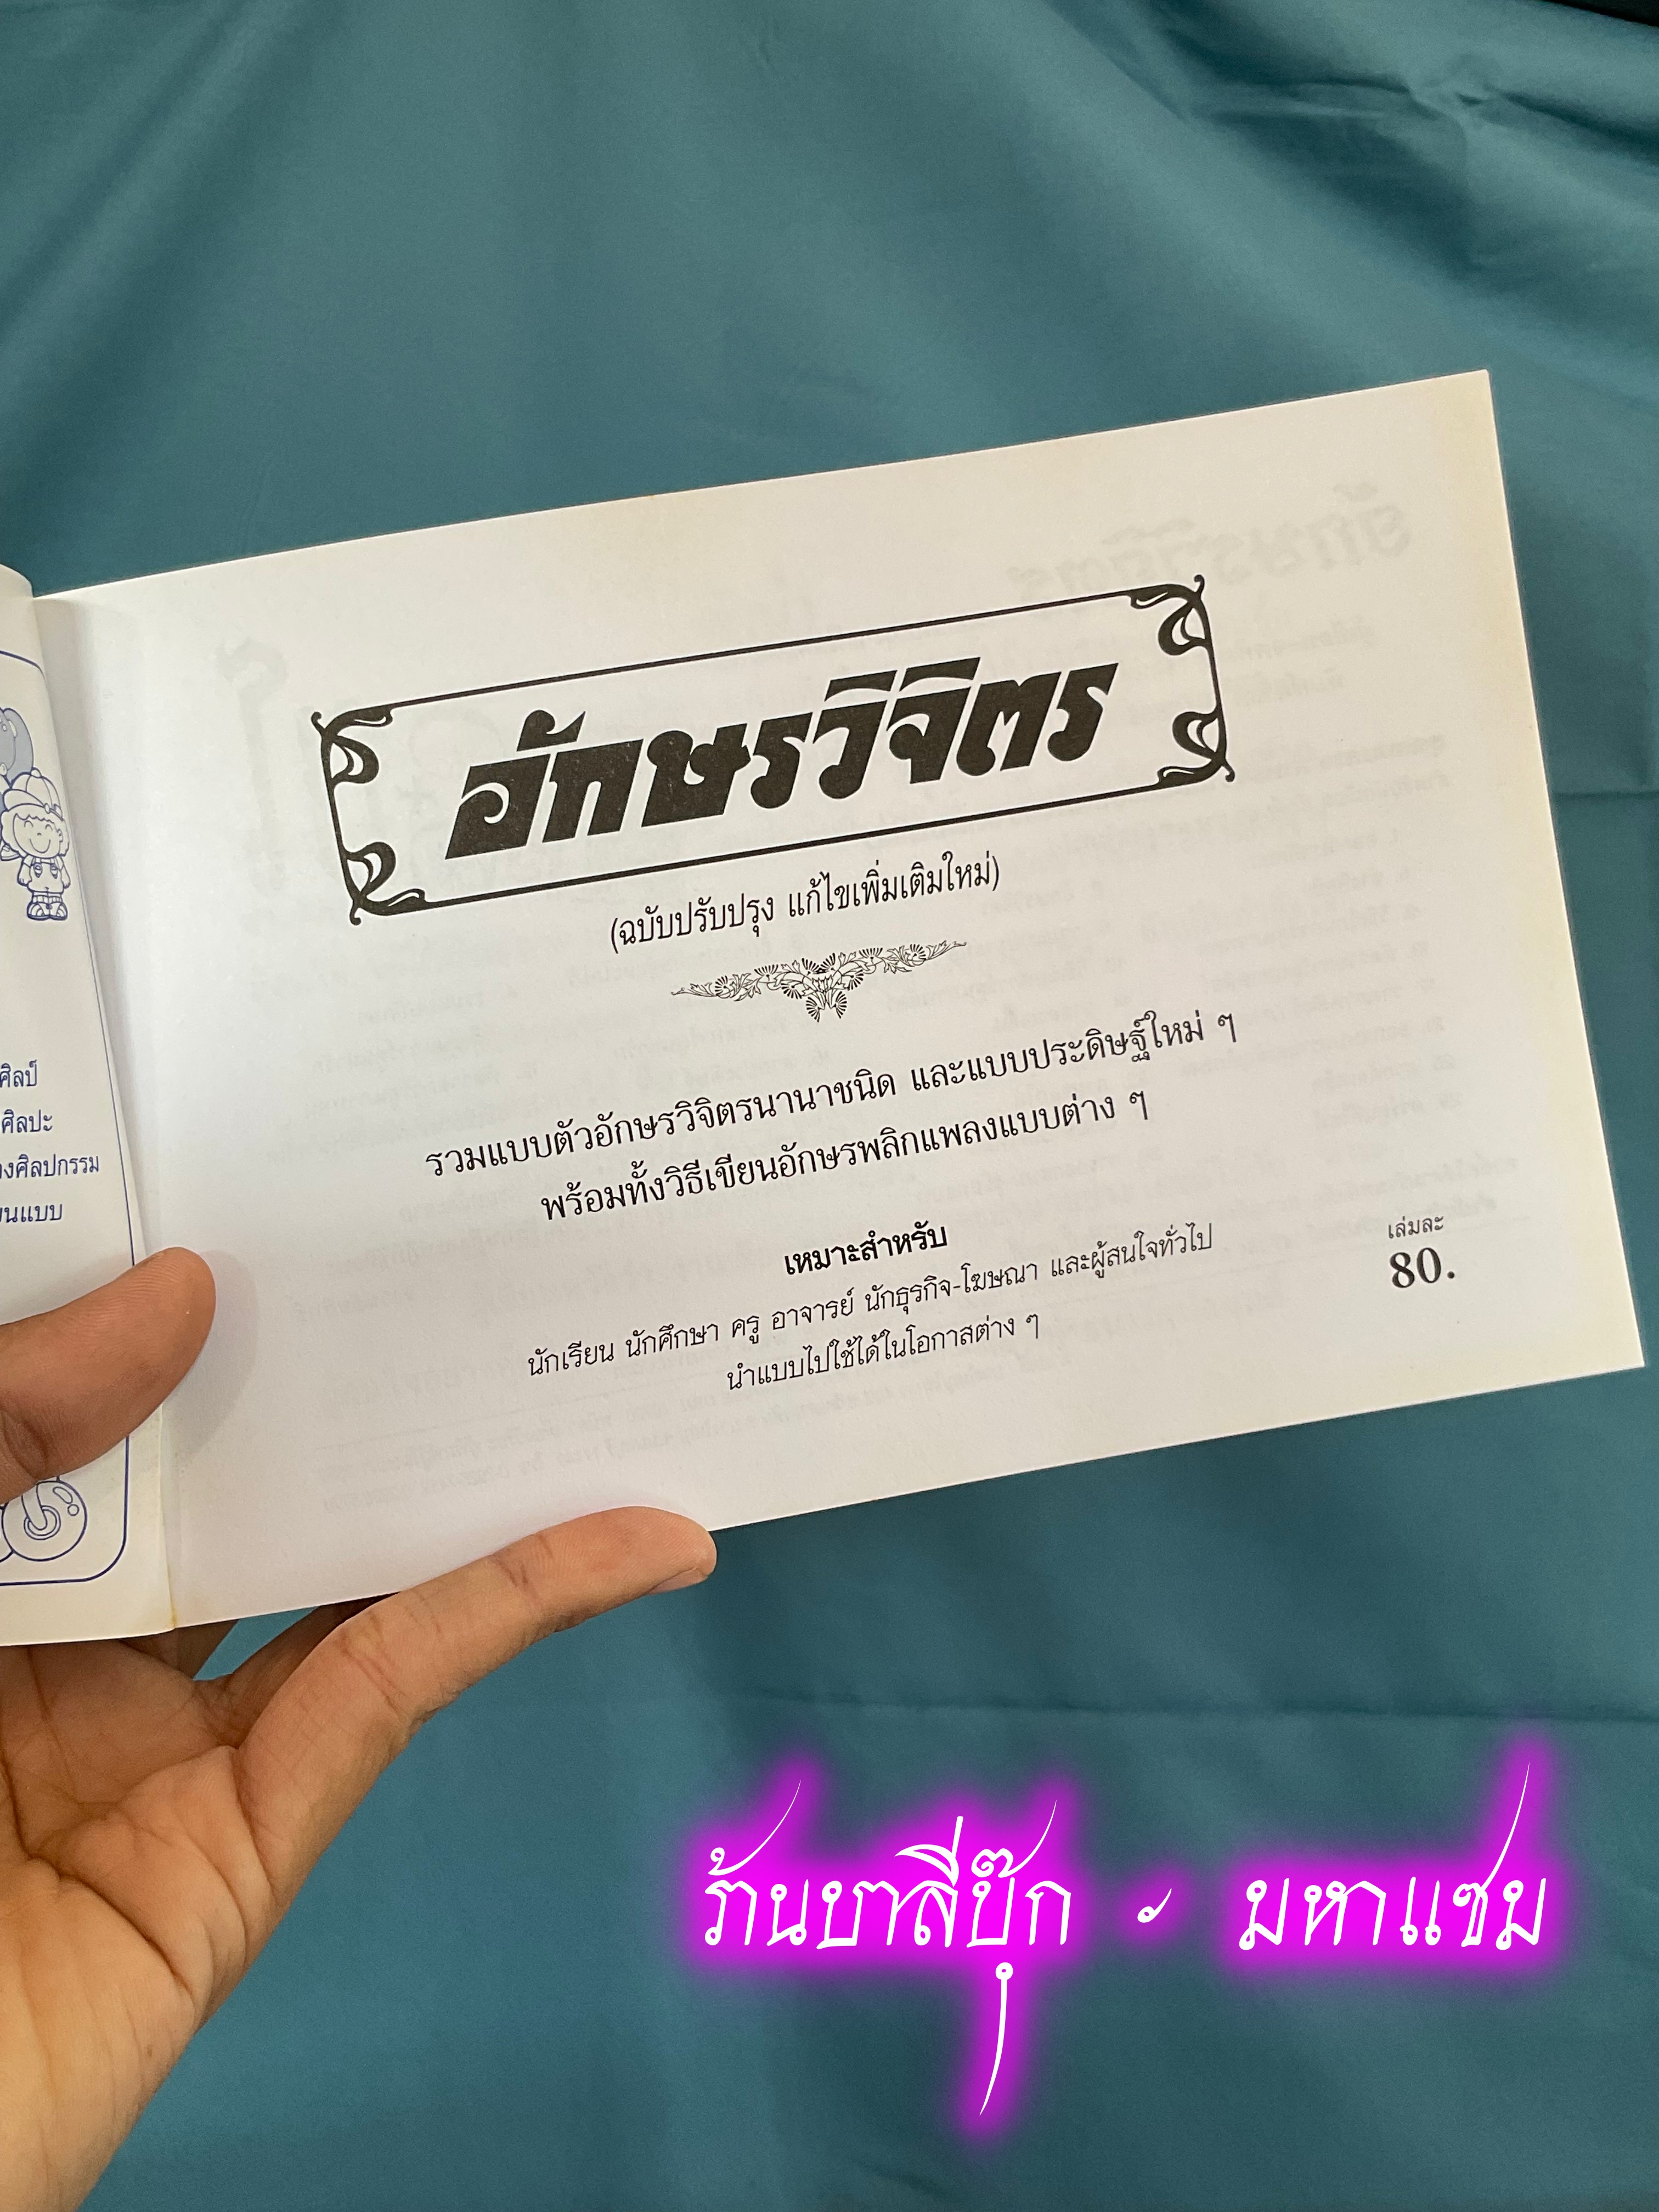 อักษรวิจิตร
(ฉบับปรับปรุง แก้ไขเพิ่มเติมใหม่)
รวมแบบตัวอักษรวิจิตรนานาชนิด และแบบประดิษฐ์ใหม่ ๆ
พร้อมทั้งวิธีเขียนอักษรพลิกแพลงแบบต่าง ๆ
เหมาะสำหรับ
นักเรียน นักศึกษา ครู อาจารย์ นักธุรกิจ-โฆษณา และผู้สนใจทั่วไป
นำแบบไปใช้ได้ในโอกาสต่าง ๆ
เล่มละ
80.
ศิลป์
ศิลปะ
งศิลปกรรม
นแบบ
ร้านบาลีบุ๊ก - มหาแซม